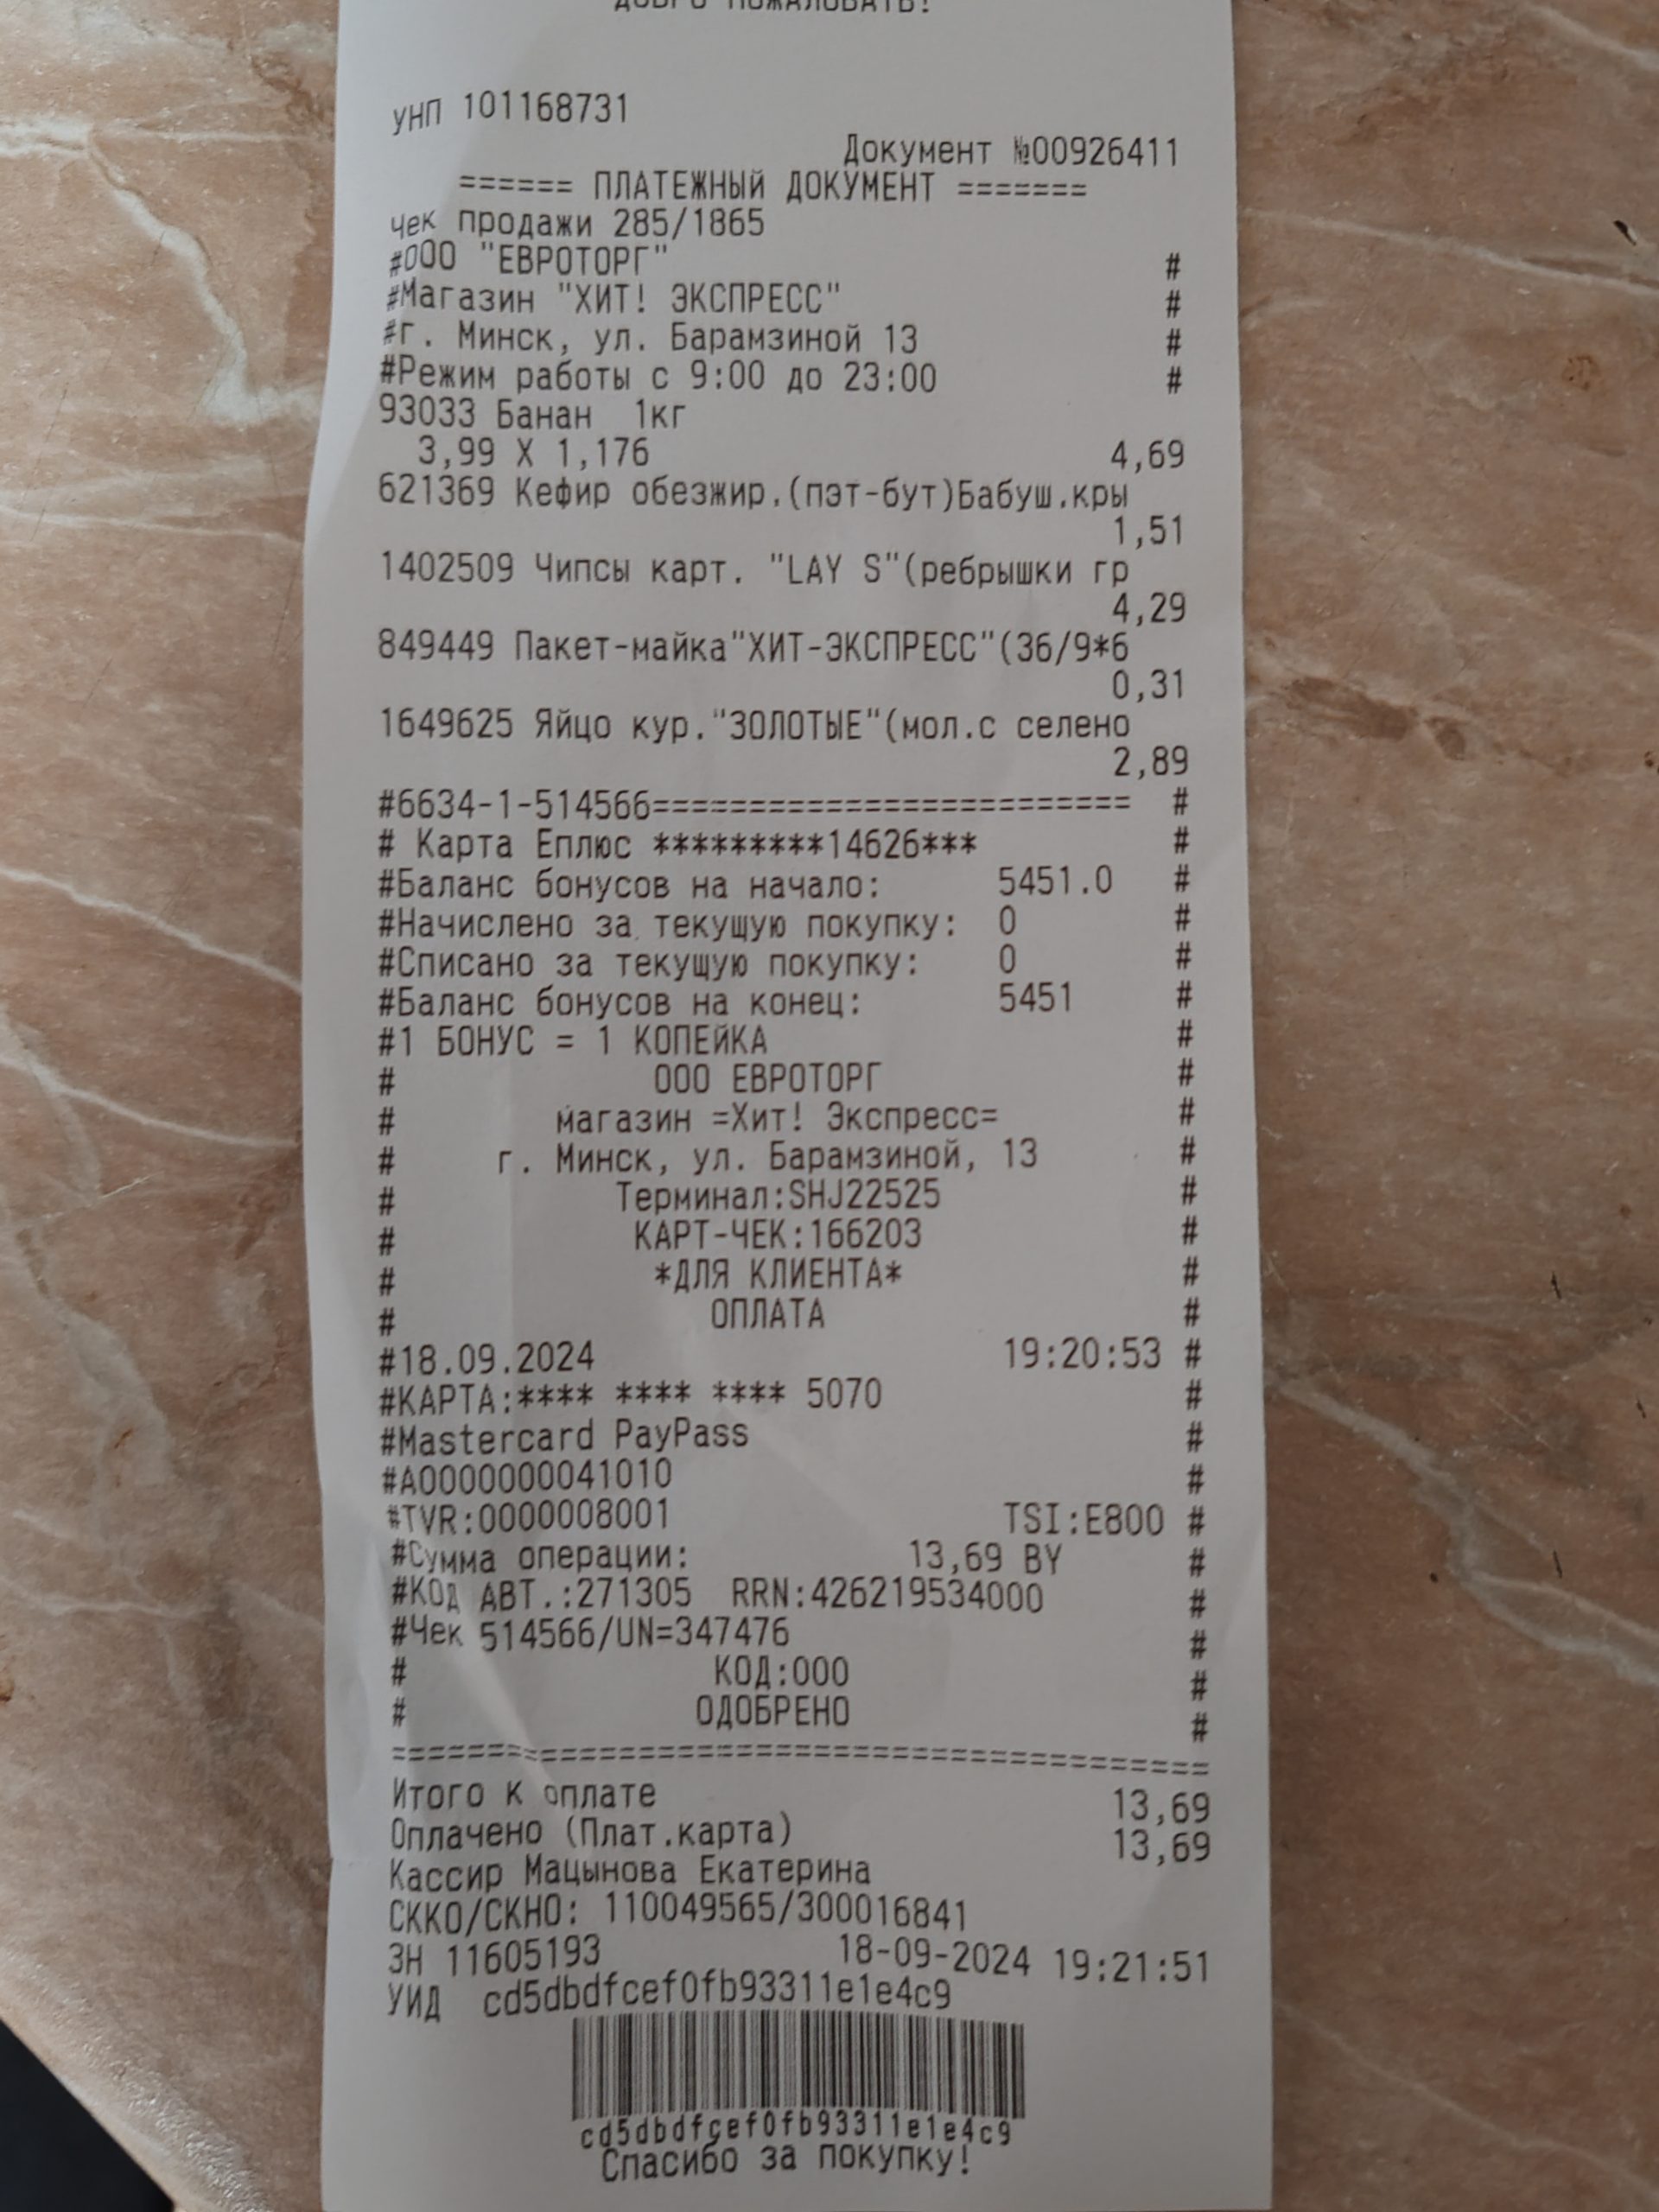 ДОБРО ПОЖАЛОВАТЬ!
УНП 101168731
Документ №00926411
====== ПЛАТЕЖНЫЙ ДОКУМЕНТ =======
Чек продажи 285/1865
#ООО "ЕВРОТОРГ" #
#Магазин "ХИТ! ЭКСПРЕСС" #
#г. Минск, ул. Барамзиной 13 #
#Режим работы с 9:00 до 23:00 #
93033 Банан 1кг
3,99 X 1,176 4,69
621369 Кефир обезжир.(пэт-бут)Бабуш.кры
1,51
1402509 Чипсы карт. "LAY S"(ребрышки гр
4,29
849449 Пакет-майка"ХИТ-ЭКСПРЕСС"(36/9*6
0,31
1649625 Яйцо кур."ЗОЛОТЫЕ"(мол.с селено
2,89
#6634-1-514566========================= #
# Карта Еплюс *********14626*** #
#Баланс бонусов на начало: 5451.0 #
#Начислено за текущую покупку: 0 #
#Списано за текущую покупку: 0 #
#Баланс бонусов на конец: 5451 #
#1 БОНУС = 1 КОПЕЙКА #
# ООО ЕВРОТОРГ #
# магазин =Хит! Экспресс= #
# г. Минск, ул. Барамзиной, 13 #
# Терминал:SHJ22525 #
# КАРТ-ЧЕК:166203 #
# *ДЛЯ КЛИЕНТА* #
# ОПЛАТА #
#18.09.2024 19:20:53 #
#КАРТА:**** **** **** 5070 #
#Mastercard PayPass #
#A0000000041010 #
#TVR:0000008001 TSI:E800 #
#Сумма операции: 13,69 BY #
#Код АВТ.:271305 RRN:426219534000 #
#Чек 514566/UN=347476 #
# КОД:000 #
# ОДОБРЕНО #
==========================================
Итого к оплате 13,69
Оплачено (Плат.карта) 13,69
Кассир Мацынова Екатерина
СККО/СКНО: 110049565/300016841
ЗН 11605193 18-09-2024 19:21:51
УИД cd5dbdfcef0fb93311e1e4c9
cd5dbdfcef0fb93311e1e4c9
Спасибо за покупку!